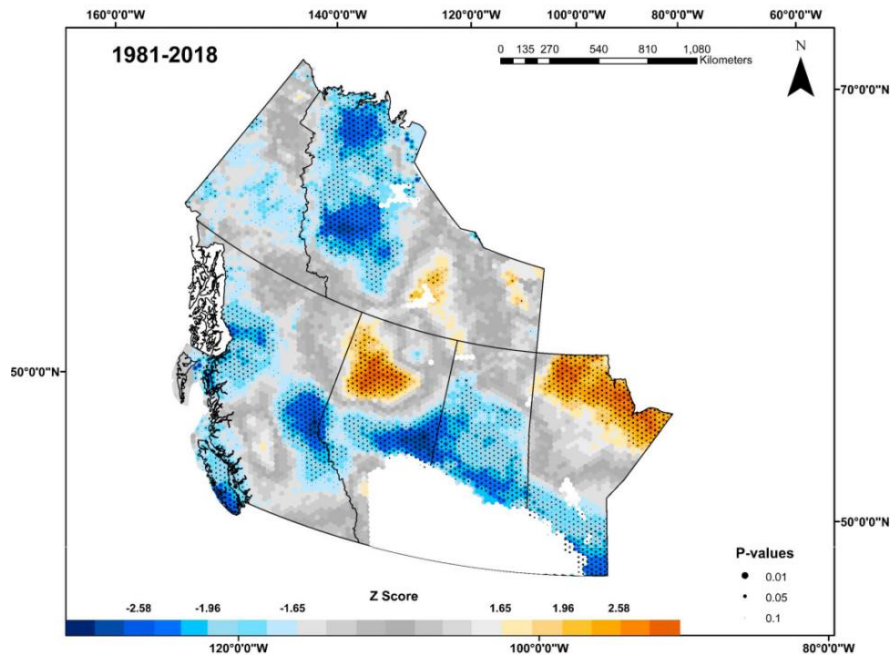 160°0'0"W 140°0'0"W 120°0'0"W 100°0'0"W 80°0'0"W 60°0'0"W
1981-2018
0 135 270 540 810 1,080
Kilometers
N
70°0'0"N
50°0'0"N
50°0'0"N
P-values
0.01
0.05
0.1
Z Score
-2.58 -1.96 -1.65 1.65 1.96 2.58
120°0'0"W 100°0'0"W 80°0'0"W